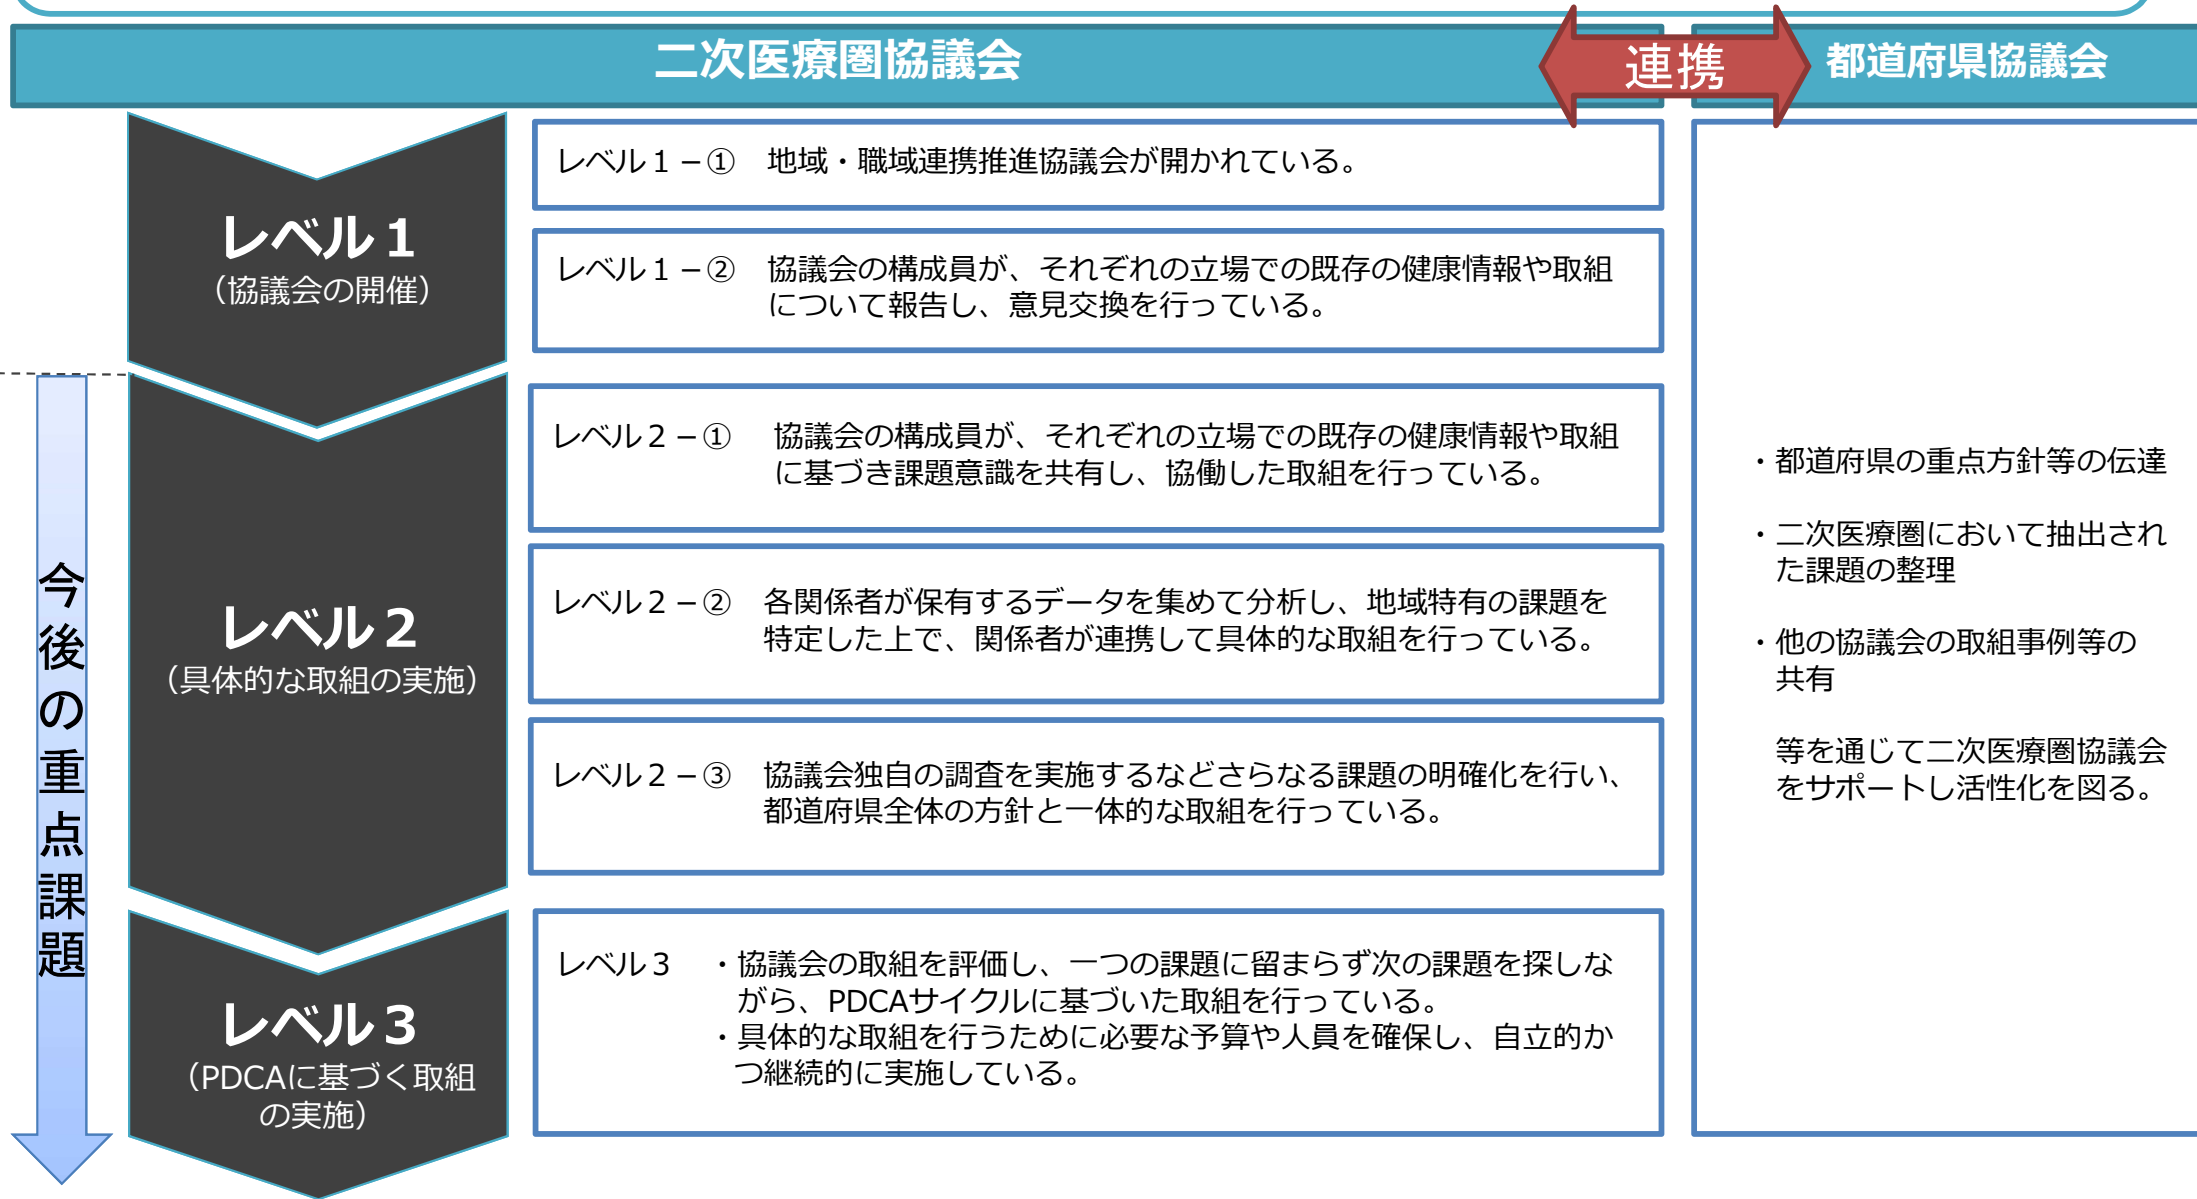 二次医療圏協議会
連携
都道府県協議会
レベル１
（協議会の開催）
レベル１－①　地域・職域連携推進協議会が開かれている。
レベル１－②　協議会の構成員が、それぞれの立場での既存の健康情報や取組
について報告し、意見交換を行っている。
今後の重点課題
レベル２
（具体的な取組の実施）
レベル２－①　協議会の構成員が、それぞれの立場での既存の健康情報や取組
に基づき課題意識を共有し、協働した取組を行っている。
レベル２－②　各関係者が保有するデータを集めて分析し、地域特有の課題を
特定した上で、関係者が連携して具体的な取組を行っている。
レベル２－③　協議会独自の調査を実施するなどさらなる課題の明確化を行い、
都道府県全体の方針と一体的な取組を行っている。
レベル３
（PDCAに基づく取組
の実施）
レベル３　・協議会の取組を評価し、一つの課題に留まらず次の課題を探しな
がら、PDCAサイクルに基づいた取組を行っている。
・具体的な取組を行うために必要な予算や人員を確保し、自立的か
つ継続的に実施している。
・都道府県の重点方針等の伝達
・二次医療圏において抽出され
た課題の整理
・他の協議会の取組事例等の
共有
等を通じて二次医療圏協議会
をサポートし活性化を図る。